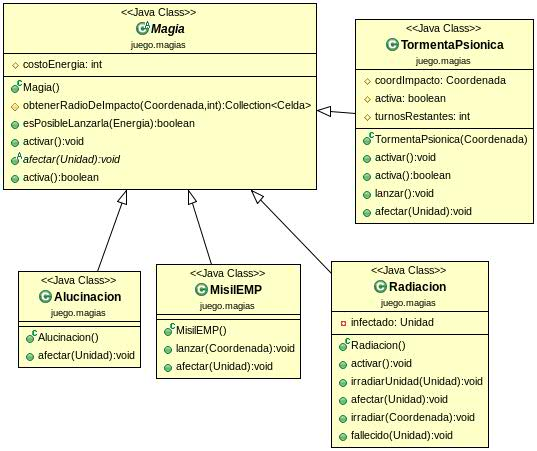 <<Java Class>>
Magia
juego.magias
costoEnergia: int
Magia()
obtenerRadioDeImpacto(Coordenada,int):Collection<Celda>
esPosibleLanzarla(Energia):boolean
activar():void
afectar(Unidad):void
activa():boolean
<<Java Class>>
TormentaPsionica
juego.magias
coordImpacto: Coordenada
activa: boolean
turnosRestantes: int
TormentaPsionica(Coordenada)
activar():void
activa():boolean
lanzar():void
afectar(Unidad):void
<<Java Class>>
Alucinacion
juego.magias
Alucinacion()
afectar(Unidad):void
<<Java Class>>
MisilEMP
juego.magias
MisilEMP()
lanzar(Coordenada):void
afectar(Unidad):void
<<Java Class>>
Radiacion
juego.magias
infectado: Unidad
Radiacion()
activar():void
irradiarUnidad(Unidad):void
afectar(Unidad):void
irradiar(Coordenada):void
fallecido(Unidad):void